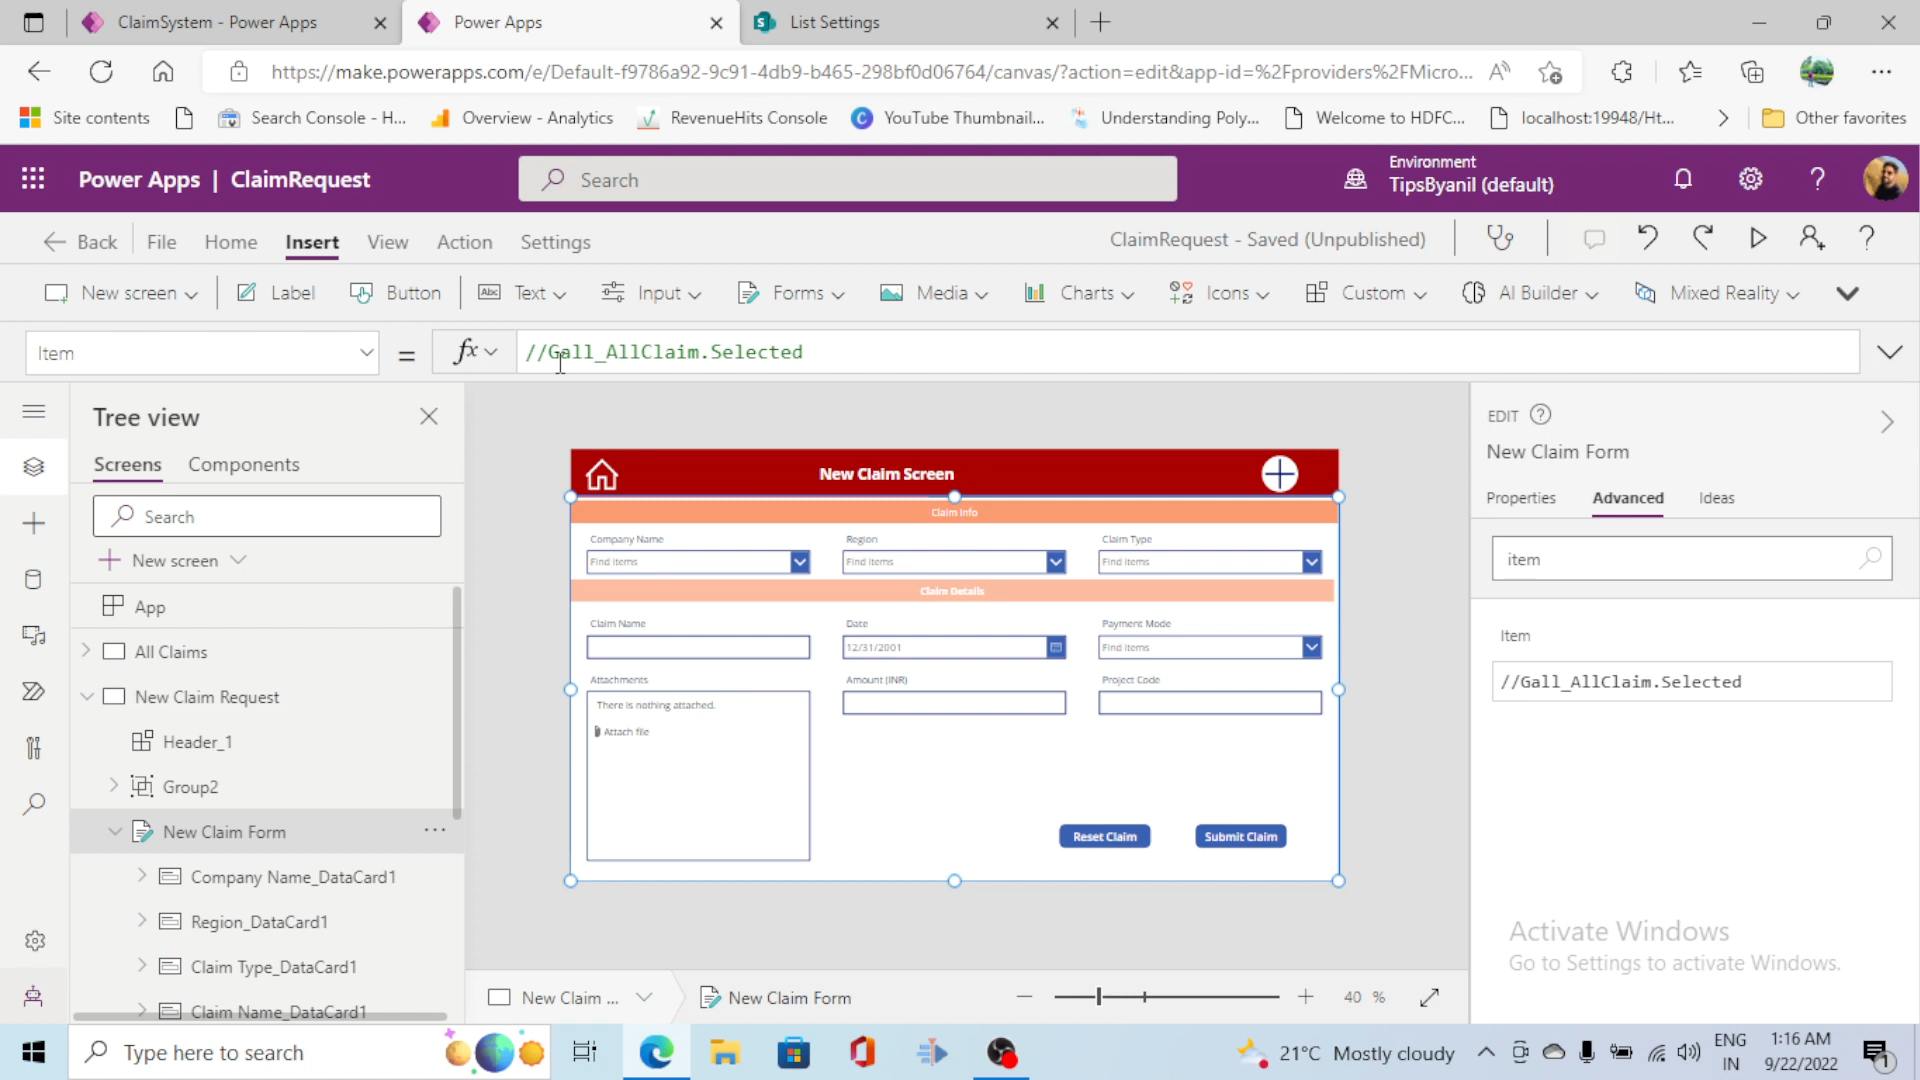 ClaimSystem - Power Apps
Power Apps
List Settings
https://make.powerapps.com/e/Default-f9786a92-9c91-4db9-b465-298bf0d06764/canvas/?action=edit&app-id=%2Fproviders%2FMicro...
Site contents
Search Console - H...
Overview - Analytics
RevenueHits Console
YouTube Thumbnail...
Understanding Poly...
Welcome to HDFC...
localhost:19948/Ht...
Other favorites
Power Apps | ClaimRequest
Search
Environment
TipsByanil (default)
Back
File
Home
Insert
View
Action
Settings
ClaimRequest - Saved (Unpublished)
New screen
Label
Button
Abc
Text
Input
Forms
Media
Charts
Icons
Custom
AI Builder
Mixed Reality
Item
=
fx
//Gall_AllClaim.Selected
Tree view
Screens
Components
Search
New screen
App
All Claims
New Claim Request
Header_1
Group2
New Claim Form
Company Name_DataCard1
Region_DataCard1
Claim Type_DataCard1
Claim Name_DataCard1
New Claim Screen
Claim Info
Company Name
Region
Claim Type
Find items
Find items
Find items
Claim Details
Claim Name
Date
Payment Mode
12/31/2001
Find items
Attachments
Amount (INR)
Project Code
There is nothing attached.
Attach file
Reset Claim
Submit Claim
New Claim ...
New Claim Form
40 %
EDIT
New Claim Form
Properties
Advanced
Ideas
item
Item
//Gall_AllClaim.Selected
Activate Windows
Go to Settings to activate Windows.
Type here to search
21°C Mostly cloudy
ENG
IN
1:16 AM
9/22/2022
1